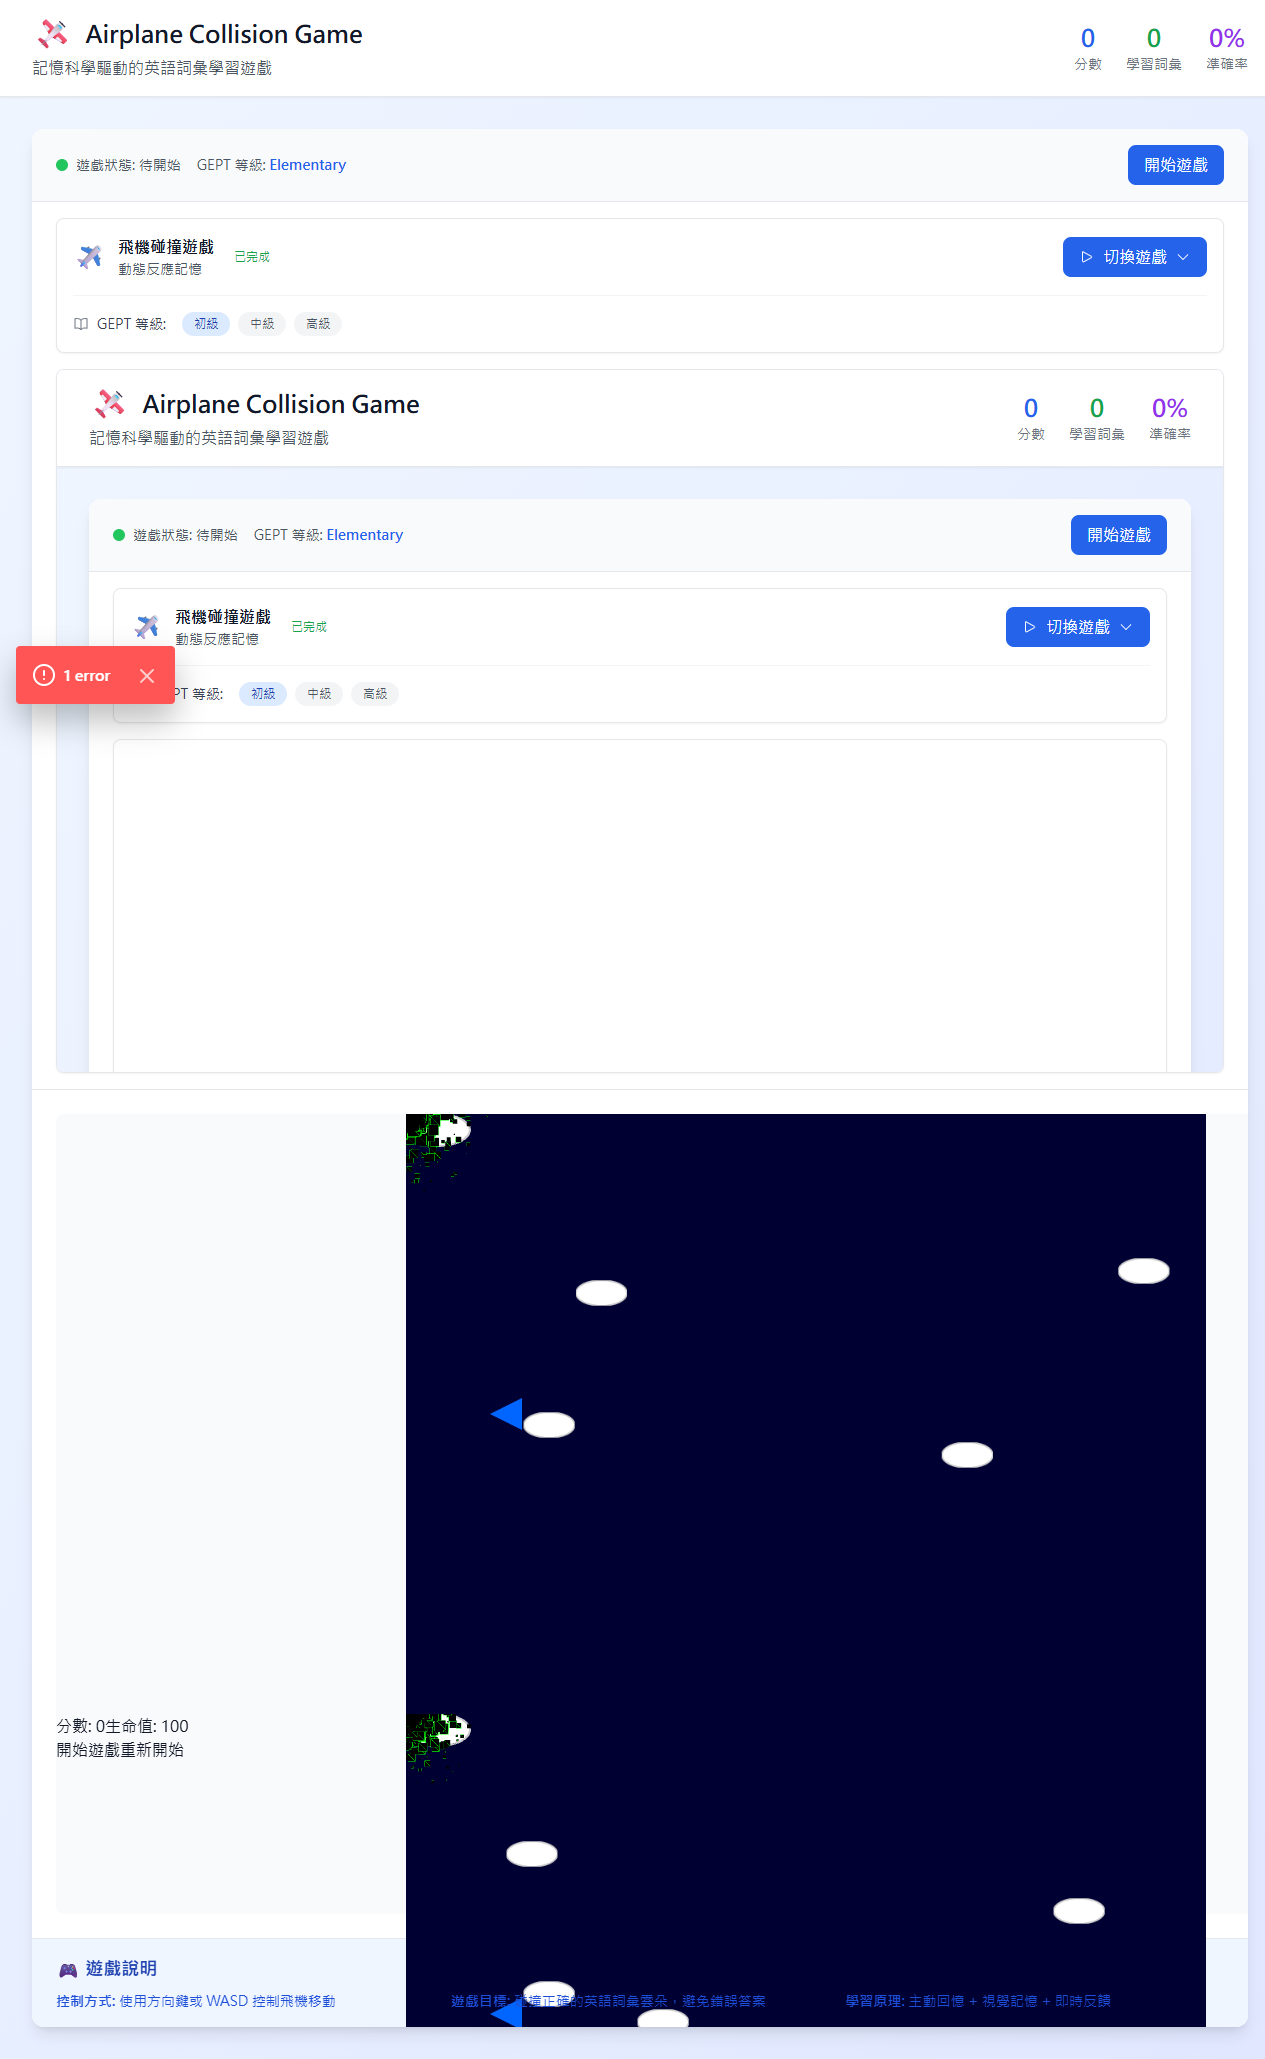 Airplane Collision Game
記憶科學驅動的英語詞彙學習遊戲
0 0 0%
分數 學習詞彙 準確率
遊戲狀態: 待開始 GEPT 等級: Elementary 開始遊戲
飛機碰撞遊戲 已完成 切換遊戲
動態反應記憶
GEPT 等級: 初級 中級 高級
Airplane Collision Game
記憶科學驅動的英語詞彙學習遊戲
0 0 0%
分數 學習詞彙 準確率
遊戲狀態: 待開始 GEPT 等級: Elementary 開始遊戲
飛機碰撞遊戲 已完成 切換遊戲
動態反應記憶
1 error
PT 等級: 初級 中級 高級
分數: 0生命值: 100
開始遊戲重新開始
遊戲說明
控制方式: 使用方向鍵或 WASD 控制飛機移動
遊戲目標: 碰撞正確的英語詞彙雲朵，避免錯誤答案
學習原理: 主動回憶 + 視覺記憶 + 即時反饋